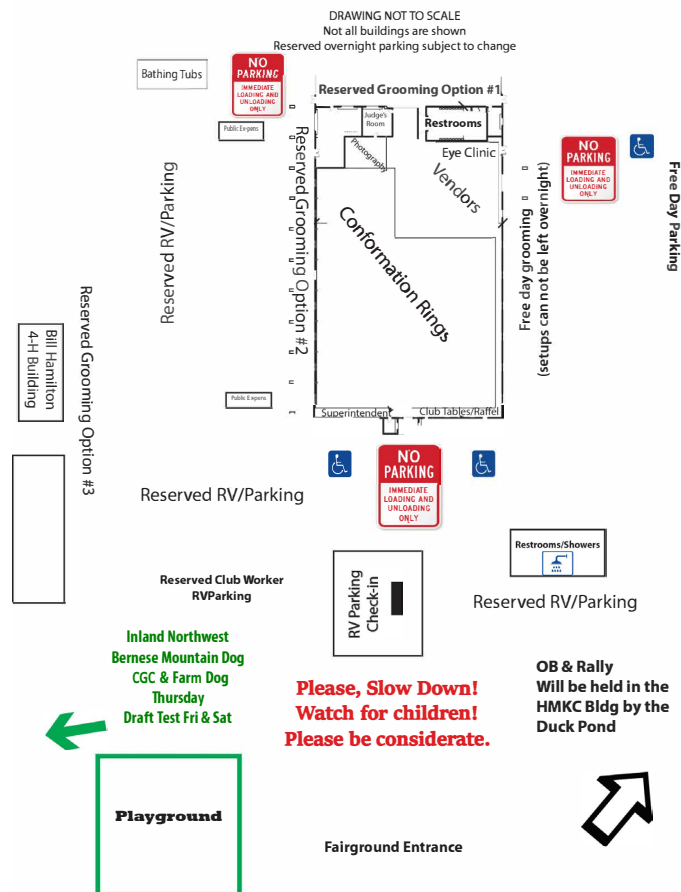 DRAWING NOT TO SCALE
Not all buildings are shown
Reserved overnight parking subject to change
Bathing Tubs
NO
PARKING
IMMEDIATE
LOADING AND
UNLOADING
ONLY
Reserved Grooming Option #1
Public Ex-pens
Judge's
Room
Restrooms
Photography
Eye Clinic
Vendors
NO
PARKING
IMMEDIATE
LOADING AND
UNLOADING
ONLY
Free Day Parking
Reserved RV/Parking
Reserved Grooming Option #2
Conformation Rings
Free day grooming
(setups can not be left overnight)
Bill Hamilton
4-H Building
Reserved Grooming Option #3
Public Ex-pens
Superintendent
Club Tables/Raffel
NO
PARKING
IMMEDIATE
LOADING AND
UNLOADING
ONLY
Reserved RV/Parking
Restrooms/Showers
Reserved Club Worker
RVParking
RV Parking
Check-in
Reserved RV/Parking
Inland Northwest
Bernese Mountain Dog
CGC & Farm Dog
Thursday
Draft Test Fri & Sat
Please, Slow Down!
Watch for children!
Please be considerate.
OB & Rally
Will be held in the
HMKC Bldg by the
Duck Pond
Playground
Fairground Entrance